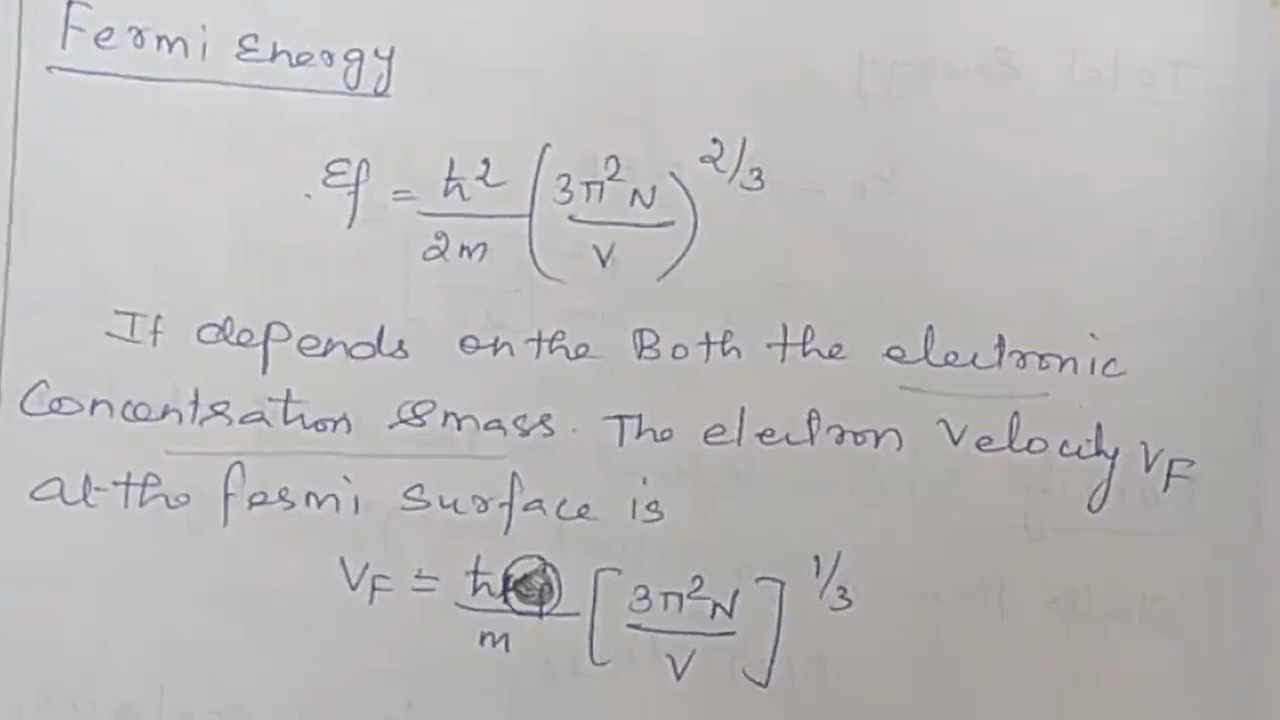 Fermi Energy
Ef = ħ²/2m (3π²N/V)^2/3
It depends on the Both the electronic
Concentration & mass. The electron Velocity VF
at the fermi surface is
VF = ħ/m [3π²N/V]^1/3